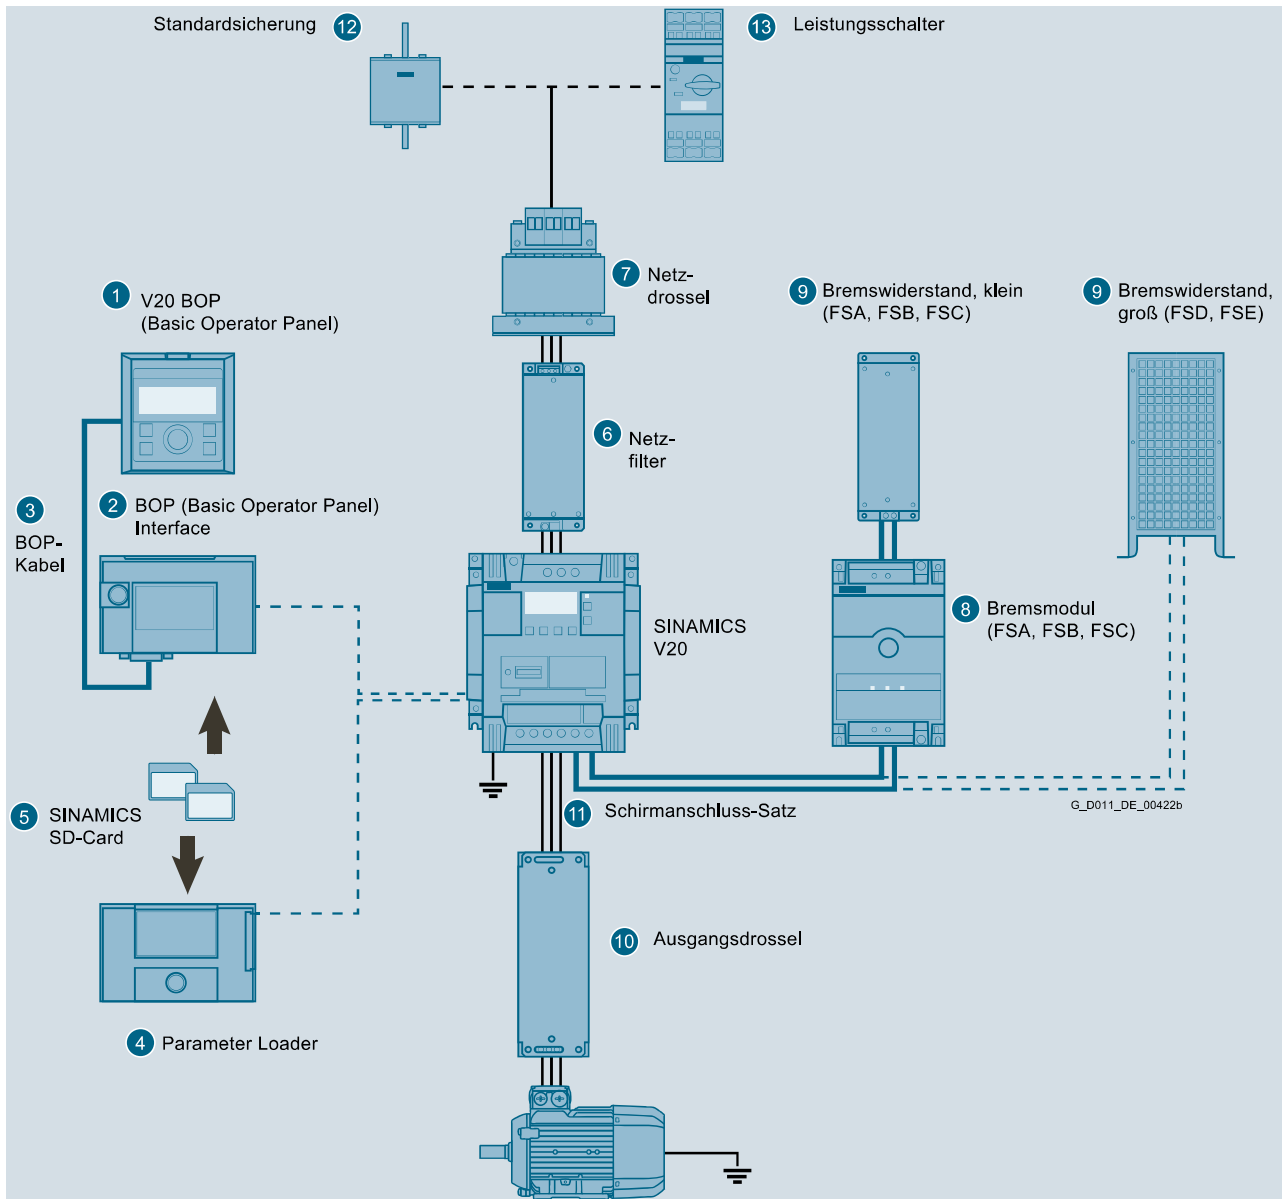 Standardsicherung 12
13 Leistungsschalter
7 Netz-
drossel
1 V20 BOP
(Basic Operator Panel)
9 Bremswiderstand, klein
(FSA, FSB, FSC)
9 Bremswiderstand,
groß (FSD, FSE)
6 Netz-
filter
3
BOP-
Kabel
2 BOP (Basic Operator Panel)
Interface
SINAMICS
V20
8 Bremsmodul
(FSA, FSB, FSC)
5 SINAMICS
SD-Card
11 Schirmanschluss-Satz
G_D011_DE_00422b
10 Ausgangsdrossel
4 Parameter Loader